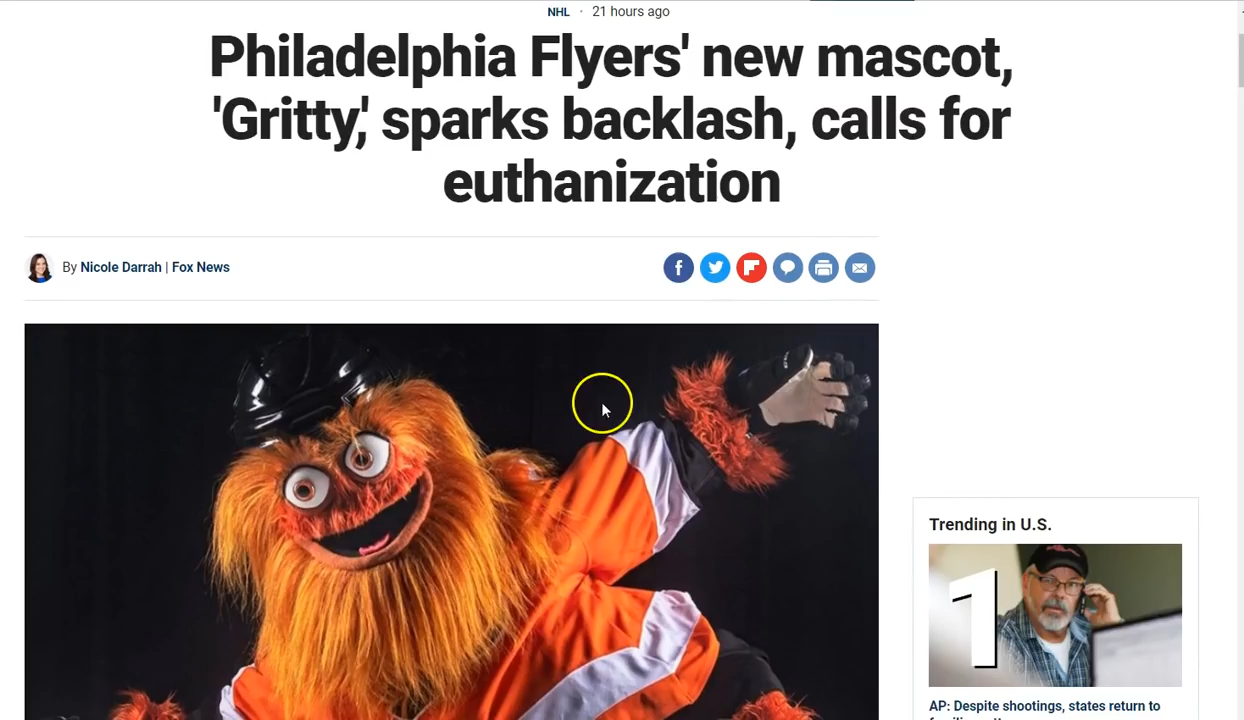 NHL · 21 hours ago
Philadelphia Flyers' new mascot,
'Gritty,' sparks backlash, calls for
euthanization
By Nicole Darrah | Fox News
Trending in U.S.
1
AP: Despite shootings, states return to